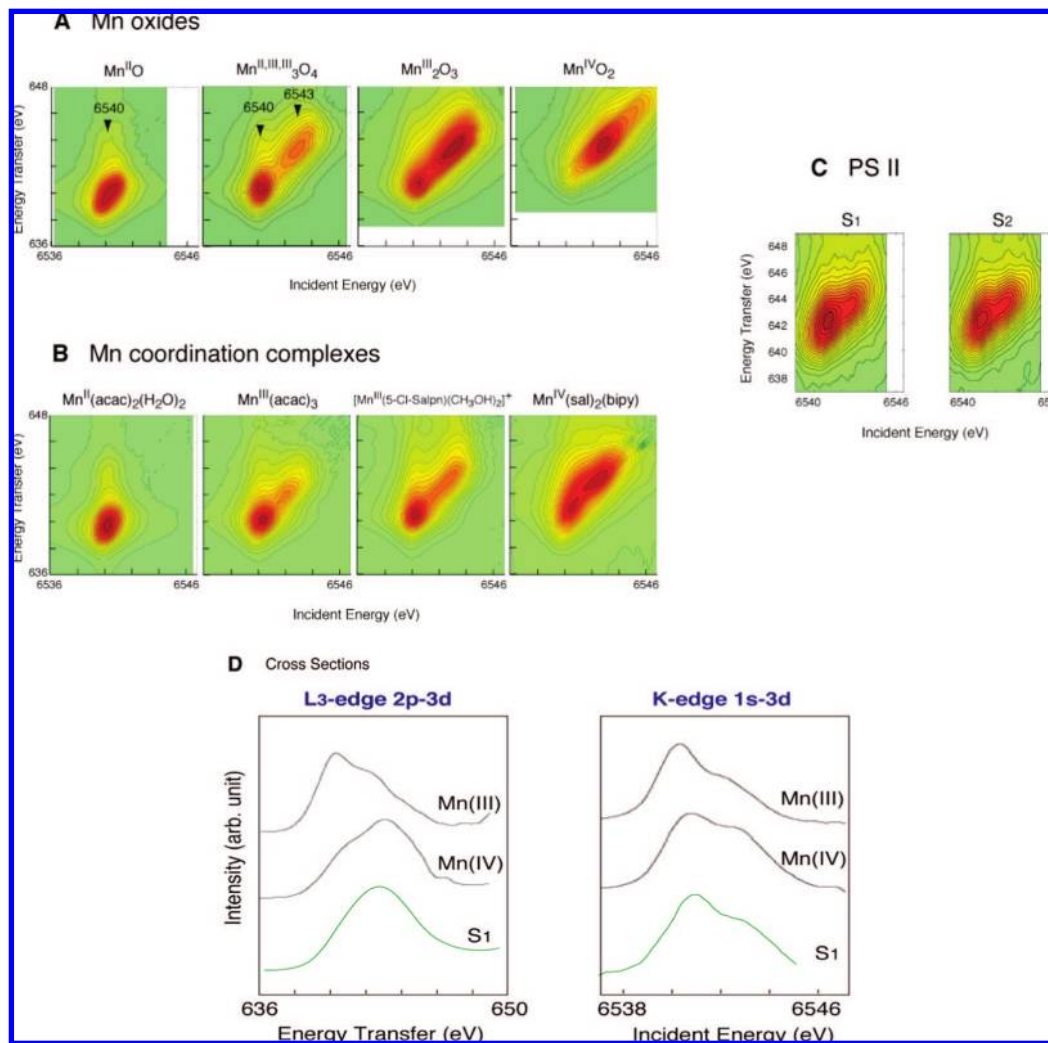 A Mn oxides
Mn^IIO
Mn^II,III,III₃O₄
Mn^III₂O₃
Mn^IVO₂
648
6540
6540
6543
Energy Transfer (eV)
636
6536
6546
6546
6546
Incident Energy (eV)
B Mn coordination complexes
Mn^II(acac)₂(H₂O)₂
Mn^III(acac)₃
[Mn^III(5-Cl-Salpn)(CH₃OH)₂]⁺
Mn^IV(sal)₂(bipy)
648
Energy Transfer (eV)
636
6536
6546
6546
6546
Incident Energy (eV)
C PS II
S1
S2
Energy Transfer (eV)
646
644
642
640
638
6540
6546
6540
Incident Energy (eV)
D Cross Sections
L3-edge 2p-3d
K-edge 1s-3d
Intensity (arb. unit)
Mn(III)
Mn(IV)
S1
Mn(III)
Mn(IV)
S1
636
650
6538
6546
Energy Transfer (eV)
Incident Energy (eV)